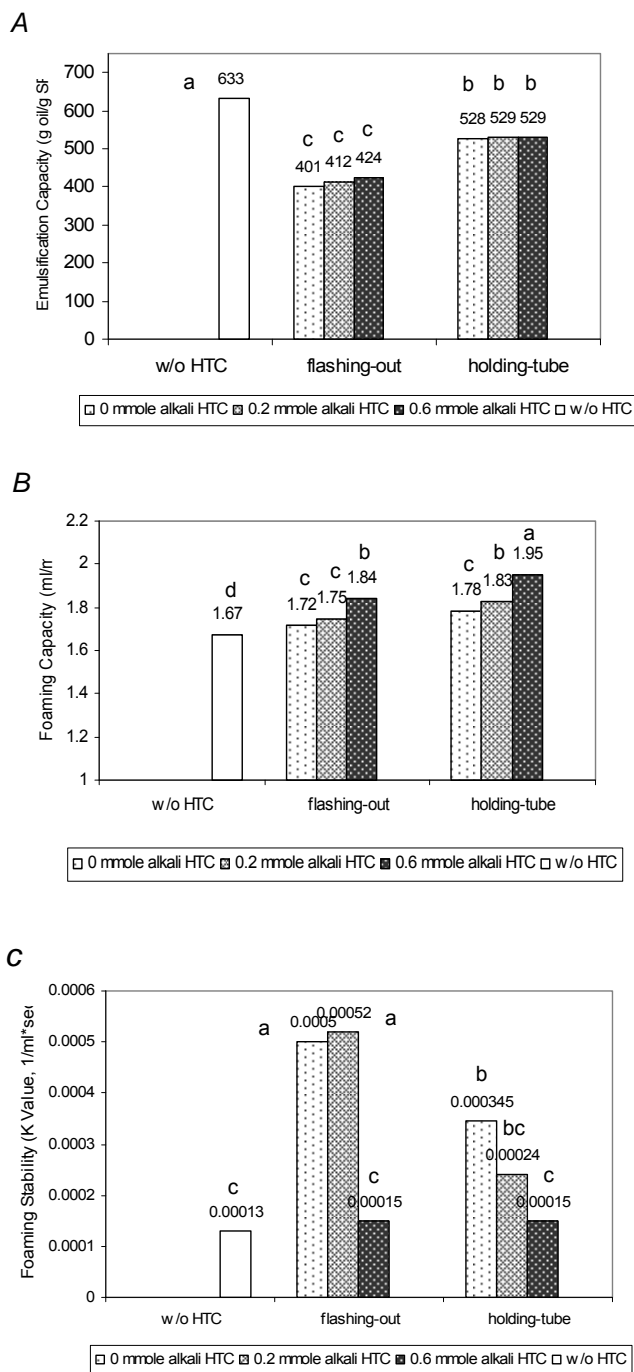 A
Emulsification Capacity (g oil/g SF
700
600
500
400
300
200
100
0
a
633
c c c
401 412 424
b b b
528 529 529
w/o HTC flashing-out holding-tube
0 mmole alkali HTC 0.2 mmole alkali HTC 0.6 mmole alkali HTC w/o HTC
B
Foaming Capacity (ml/m
2.2
2
1.8
1.6
1.4
1.2
1
d
1.67
c c b
1.72 1.75 1.84
c b a
1.78 1.83 1.95
w/o HTC flashing-out holding-tube
0 mmole alkali HTC 0.2 mmole alkali HTC 0.6 mmole alkali HTC w/o HTC
C
Foaming Stability (K Value, 1/ml*sec
0.0006
0.0005
0.0004
0.0003
0.0002
0.0001
0
c
0.00013
a a c
0.0005 0.00052 0.00015
b bc c
0.000345 0.00024 0.00015
w/o HTC flashing-out holding-tube
0 mmole alkali HTC 0.2 mmole alkali HTC 0.6 mmole alkali HTC w/o HTC